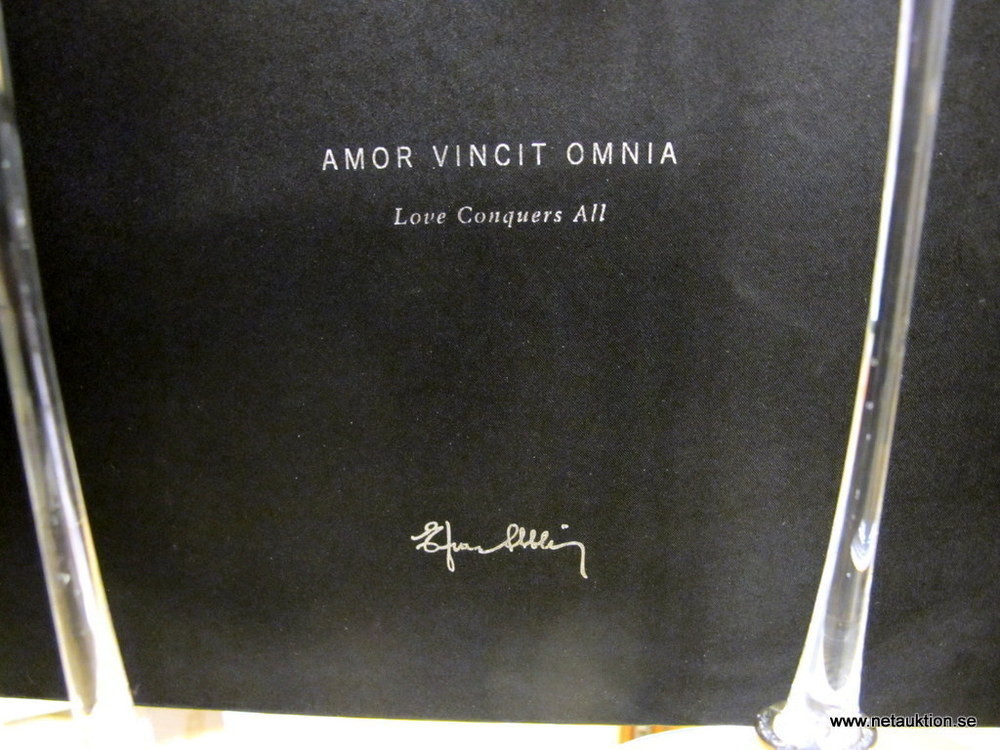 AMOR VINCIT OMNIA
Love Conquers All
www.netauktion.se